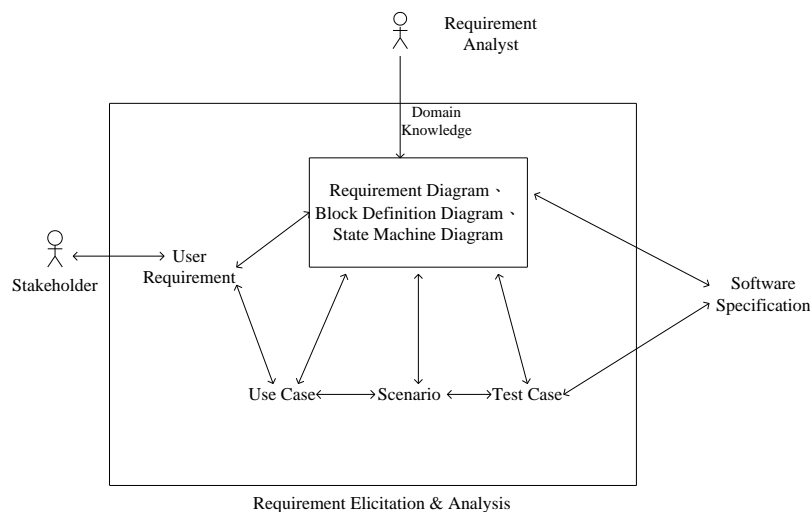 Requirement
Analyst
Domain
Knowledge
Requirement Diagram、
Block Definition Diagram、
State Machine Diagram
Stakeholder
User
Requirement
Software
Specification
Use Case
Scenario
Test Case
Requirement Elicitation & Analysis